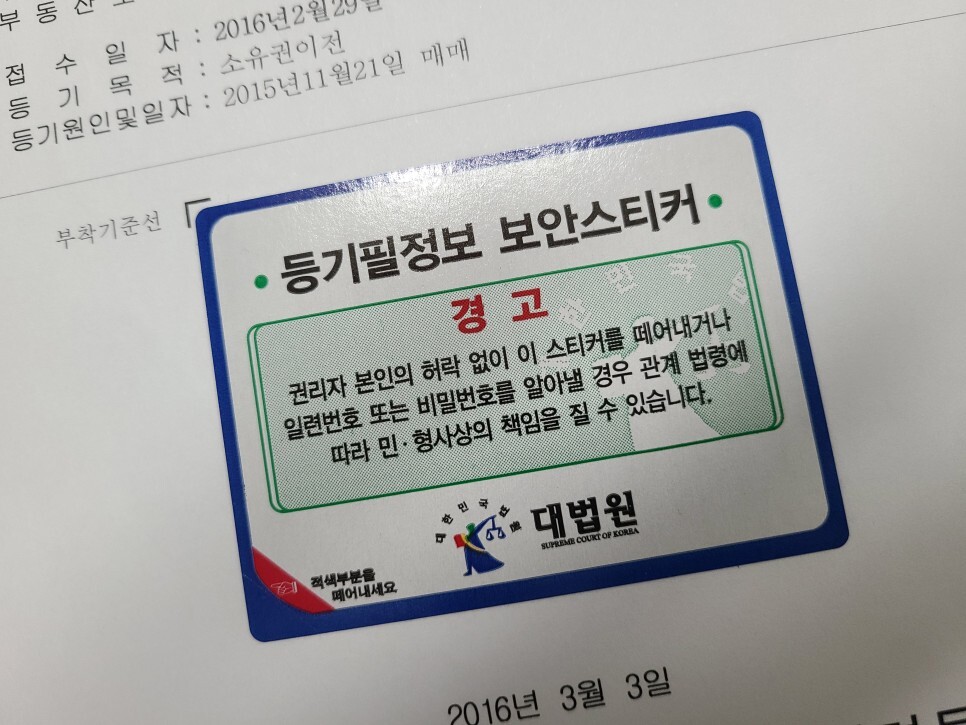 부동산
접수일자 : 2016년2월29일
등기목적 : 소유권이전
등기원인및일자 : 2015년11월21일 매매
부착기준선
• 등기필정보 보안스티커 •
경고
권리자 본인의 허락 없이 이 스티커를 떼어내거나
일련번호 또는 비밀번호를 알아낼 경우 관계 법령에
따라 민·형사상의 책임을 질 수 있습니다.
대한민국법원
대법원
SUPREME COURT OF KOREA
적색부분을
떼어내세요
2016년 3월 3일